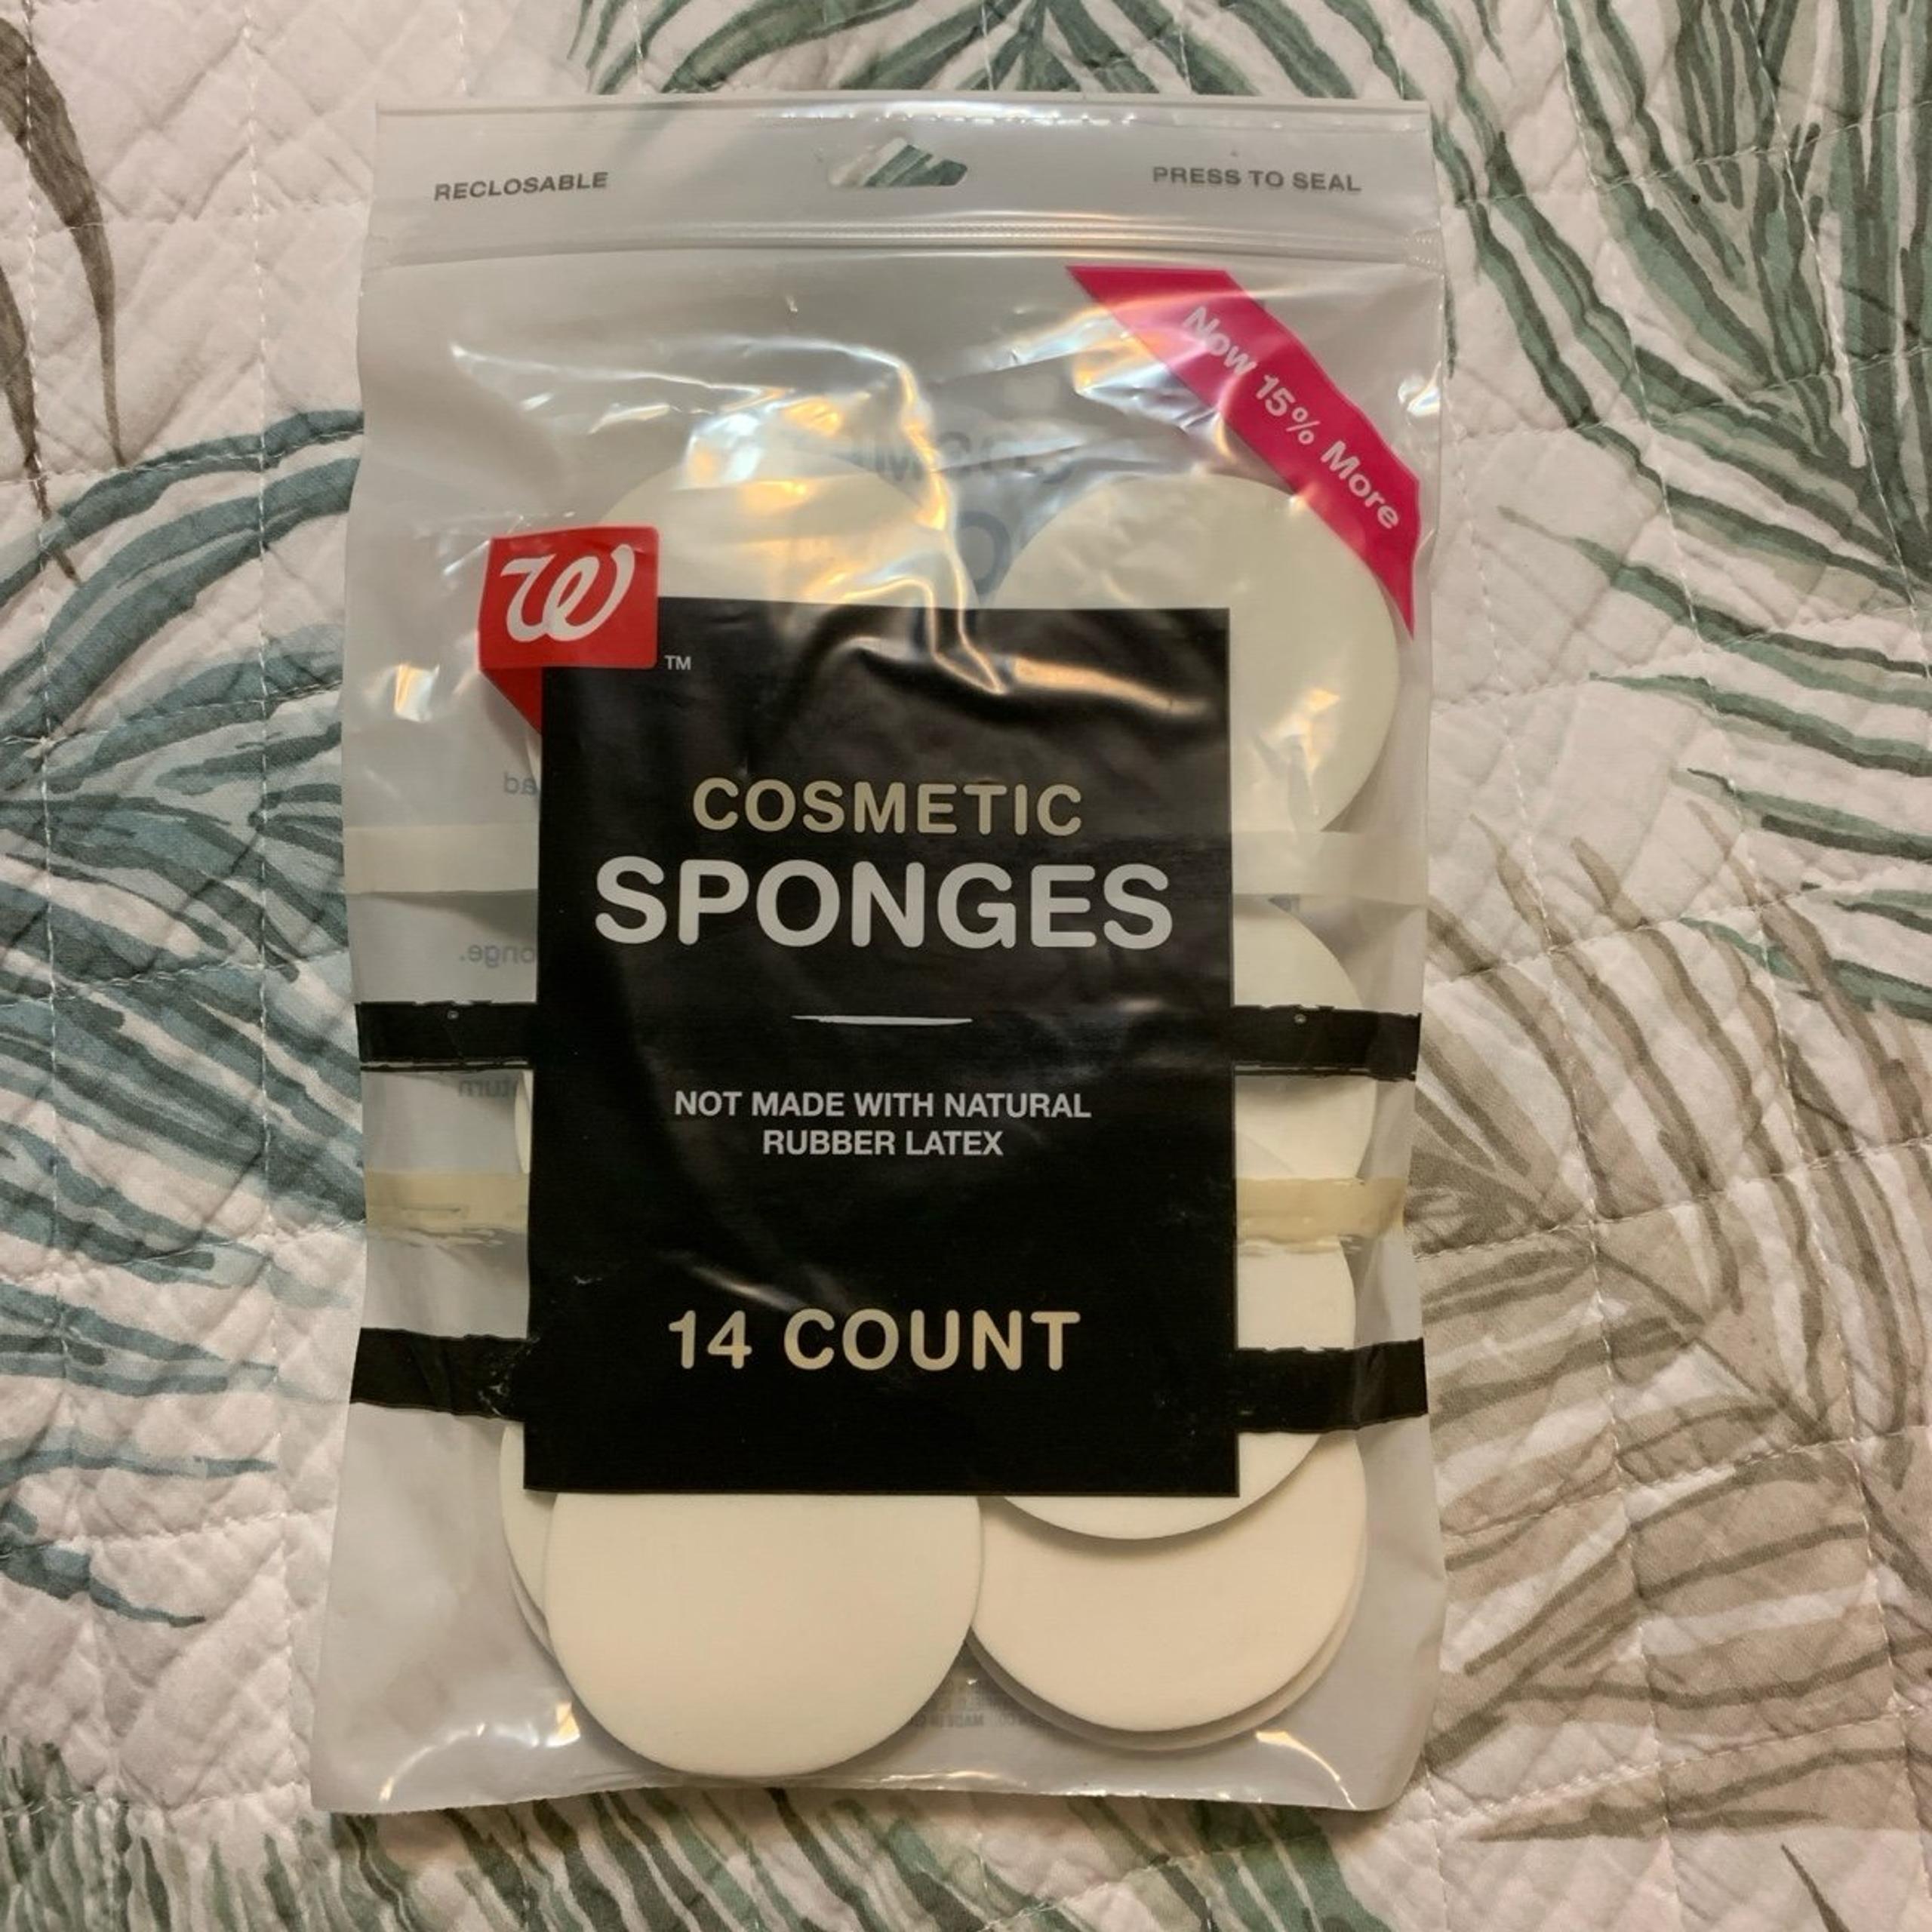 RECLOSABLE
PRESS TO SEAL
Now 15% More
W
TM
COSMETIC
SPONGES
NOT MADE WITH NATURAL
RUBBER LATEX
14 COUNT